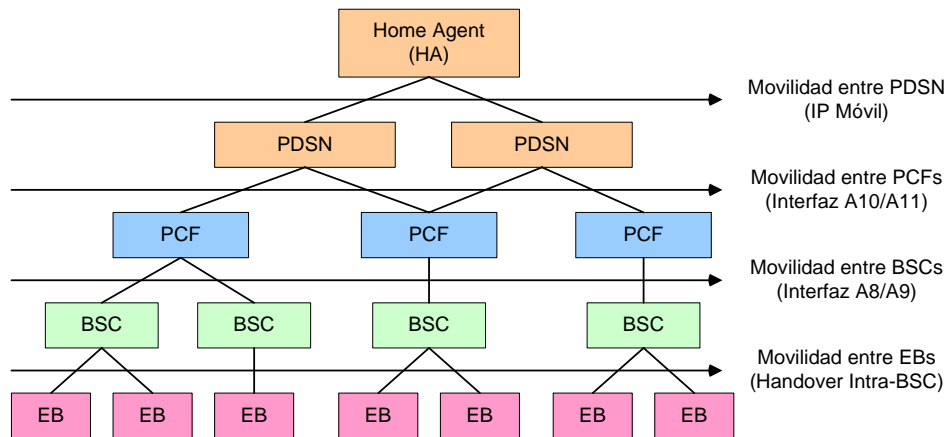 Home Agent
(HA)
Movilidad entre PDSN
(IP Móvil)
PDSN
PDSN
Movilidad entre PCFs
(Interfaz A10/A11)
PCF
PCF
PCF
Movilidad entre BSCs
(Interfaz A8/A9)
BSC
BSC
BSC
BSC
Movilidad entre EBs
(Handover Intra-BSC)
EB
EB
EB
EB
EB
EB
EB